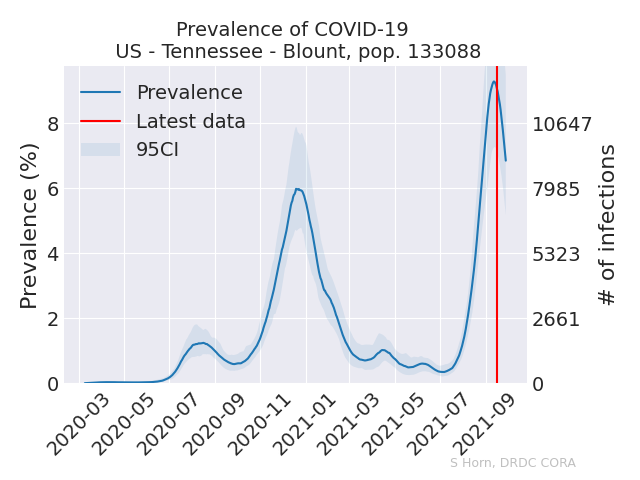 Prevalence of COVID-19
US - Tennessee - Blount, pop. 133088
Prevalence
Latest data
95CI
Prevalence (%)
8
6
4
2
0
# of infections
10647
7985
5323
2661
0
2020-03
2020-05
2020-07
2020-09
2020-11
2021-01
2021-03
2021-05
2021-07
2021-09
S Horn, DRDC CORA